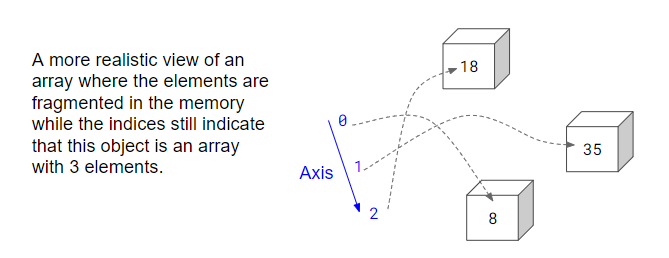 A more realistic view of an
array where the elements are
fragmented in the memory
while the indices still indicate
that this object is an array
with 3 elements.
18
0
35
1
Axis
2
8